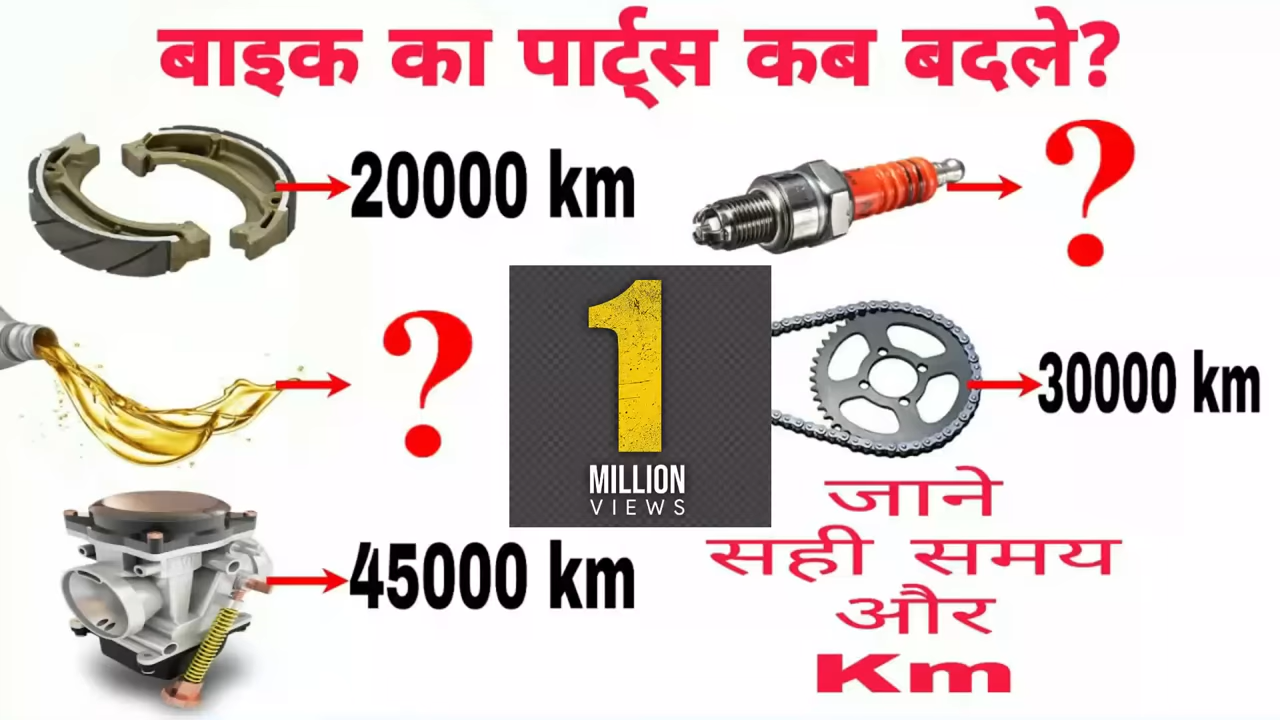 बाइक का पार्ट्स कब बदले?
20000 km
?
?
1
MILLION
VIEWS
30000 km
45000 km
जाने
सही समय
और
Km